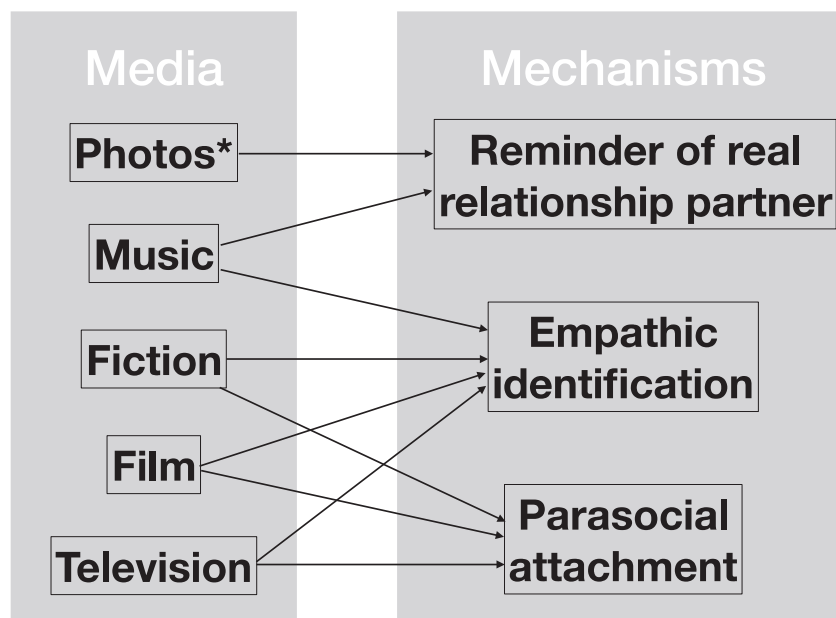 Media
Photos*
Music
Fiction
Film
Television
Mechanisms
Reminder of real
relationship partner
Empathic
identification
Parasocial
attachment